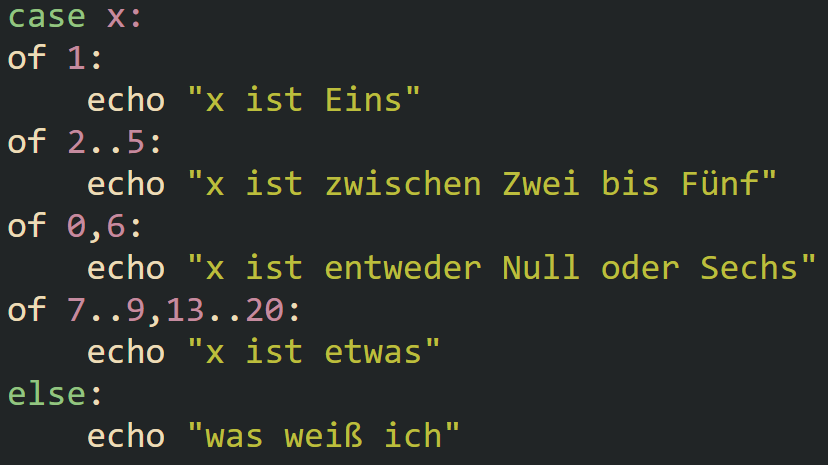 case x:
of 1:
    echo "x ist Eins"
of 2..5:
    echo "x ist zwischen Zwei bis Fünf"
of 0,6:
    echo "x ist entweder Null oder Sechs"
of 7..9,13..20:
    echo "x ist etwas"
else:
    echo "was weiß ich"